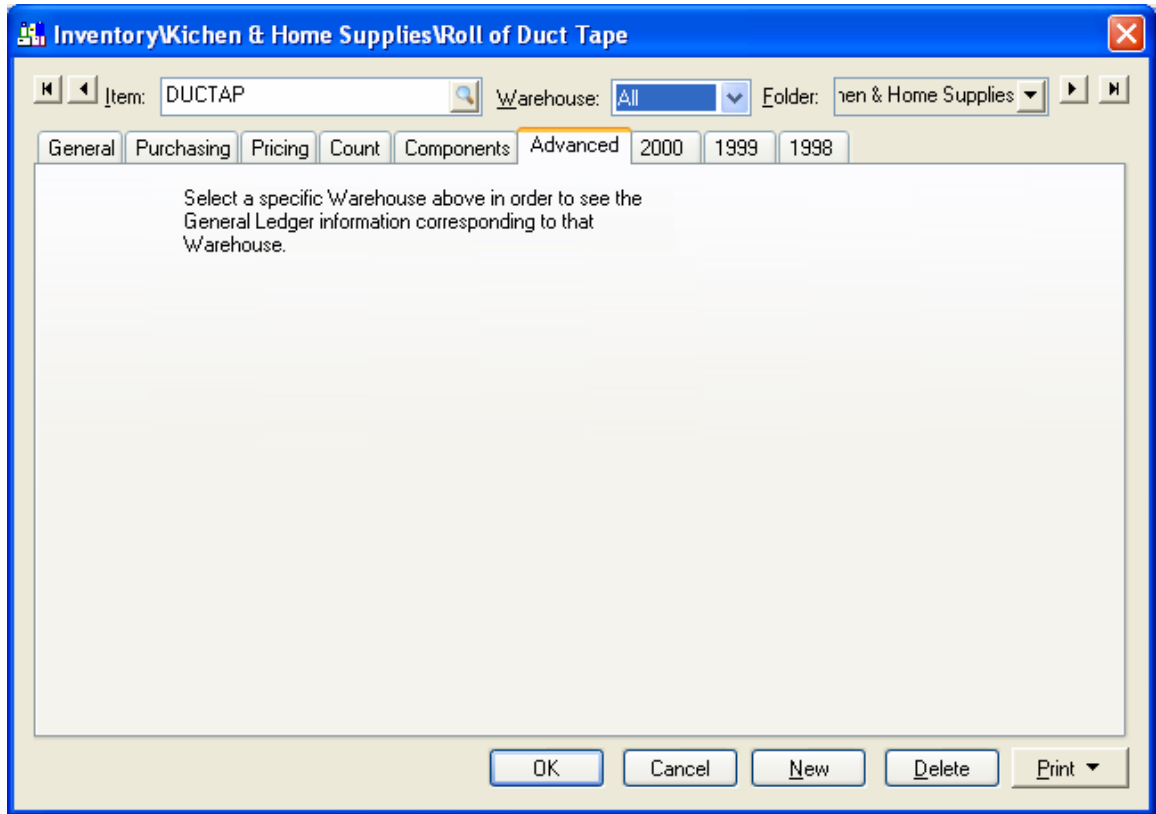 Inventory\Kichen & Home Supplies\Roll of Duct Tape
Item: DUCTAP Warehouse: All Folder: hen & Home Supplies
General Purchasing Pricing Count Components Advanced 2000 1999 1998
Select a specific Warehouse above in order to see the
General Ledger information corresponding to that
Warehouse.
OK Cancel New Delete Print